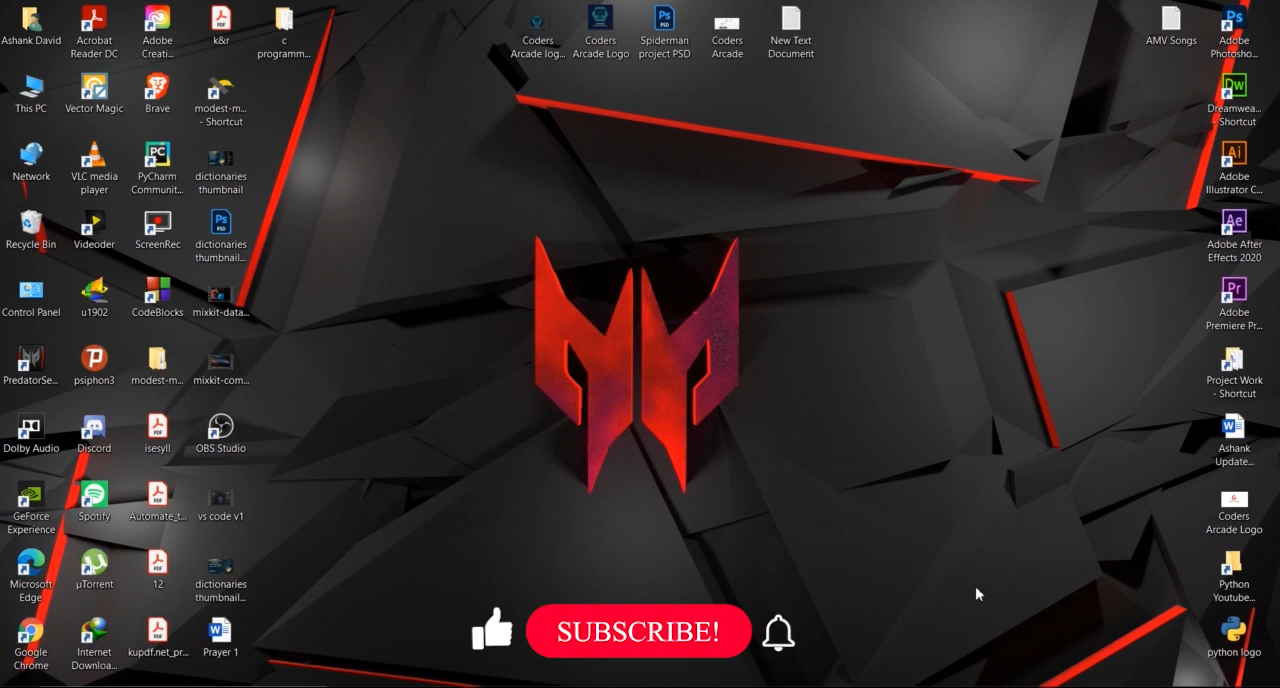 Ashank David
Acrobat
Reader DC
Adobe
Creati...
k&r
c
programm...
Coders
Arcade log...
Coders
Arcade Logo
Spiderman
project PSD
Coders
Arcade
New Text
Document
AMV Songs
Adobe
Photosho...
This PC
Vector Magic
Brave
modest-m...
- Shortcut
Dreamwea...
- Shortcut
Network
VLC media
player
PyCharm
Communit...
dictionaries
thumbnail
Adobe
Illustrator C...
Recycle Bin
Videoder
ScreenRec
dictionaries
thumbnail...
Adobe After
Effects 2020
Control Panel
u1902
CodeBlocks
mixkit-data...
Adobe
Premiere Pr...
PredatorSe...
psiphon3
modest-m...
mixkit-com...
Project Work
- Shortcut
Dolby Audio
Discord
isesyll
OBS Studio
Ashank
Update...
GeForce
Experience
Spotify
Automate_t...
vs code v1
Coders
Arcade Logo
Microsoft
Edge
µTorrent
12
dictionaries
thumbnail...
Python
Youtube...
Google
Chrome
Internet
Downloa...
kupdf.net_pr...
Prayer 1
python logo
SUBSCRIBE!